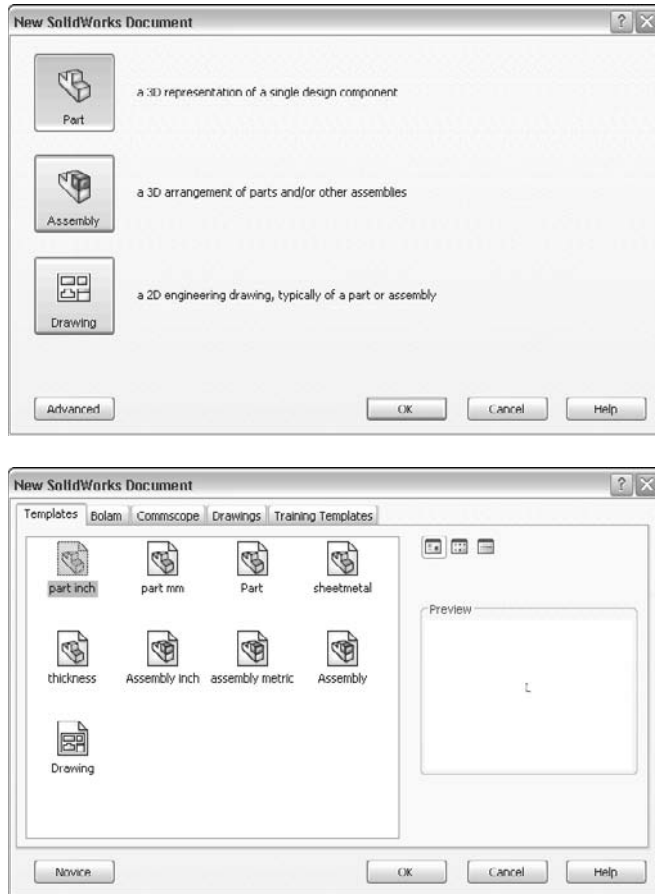 New SolidWorks Document
Part
a 3D representation of a single design component
Assembly
a 3D arrangement of parts and/or other assemblies
Drawing
a 2D engineering drawing, typically of a part or assembly
Advanced OK Cancel Help
New SolidWorks Document
Templates Bolam Commscope Drawings Training Templates
part inch part mm Part sheetmetal
Preview
thickness Assembly inch assembly metric Assembly
Drawing
Novice OK Cancel Help